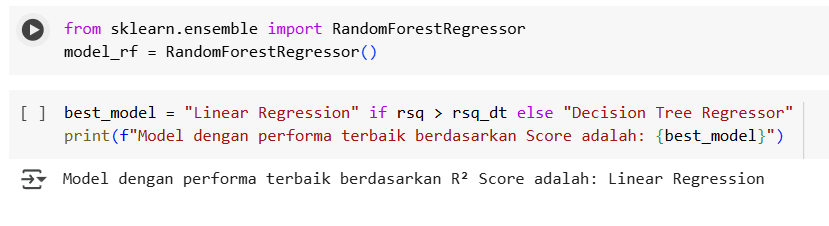 from sklearn.ensemble import RandomForestRegressor
model_rf = RandomForestRegressor()
[ ] best_model = "Linear Regression" if rsq > rsq_dt else "Decision Tree Regressor"
print(f"Model dengan performa terbaik berdasarkan Score adalah: {best_model}")
Model dengan performa terbaik berdasarkan R² Score adalah: Linear Regression